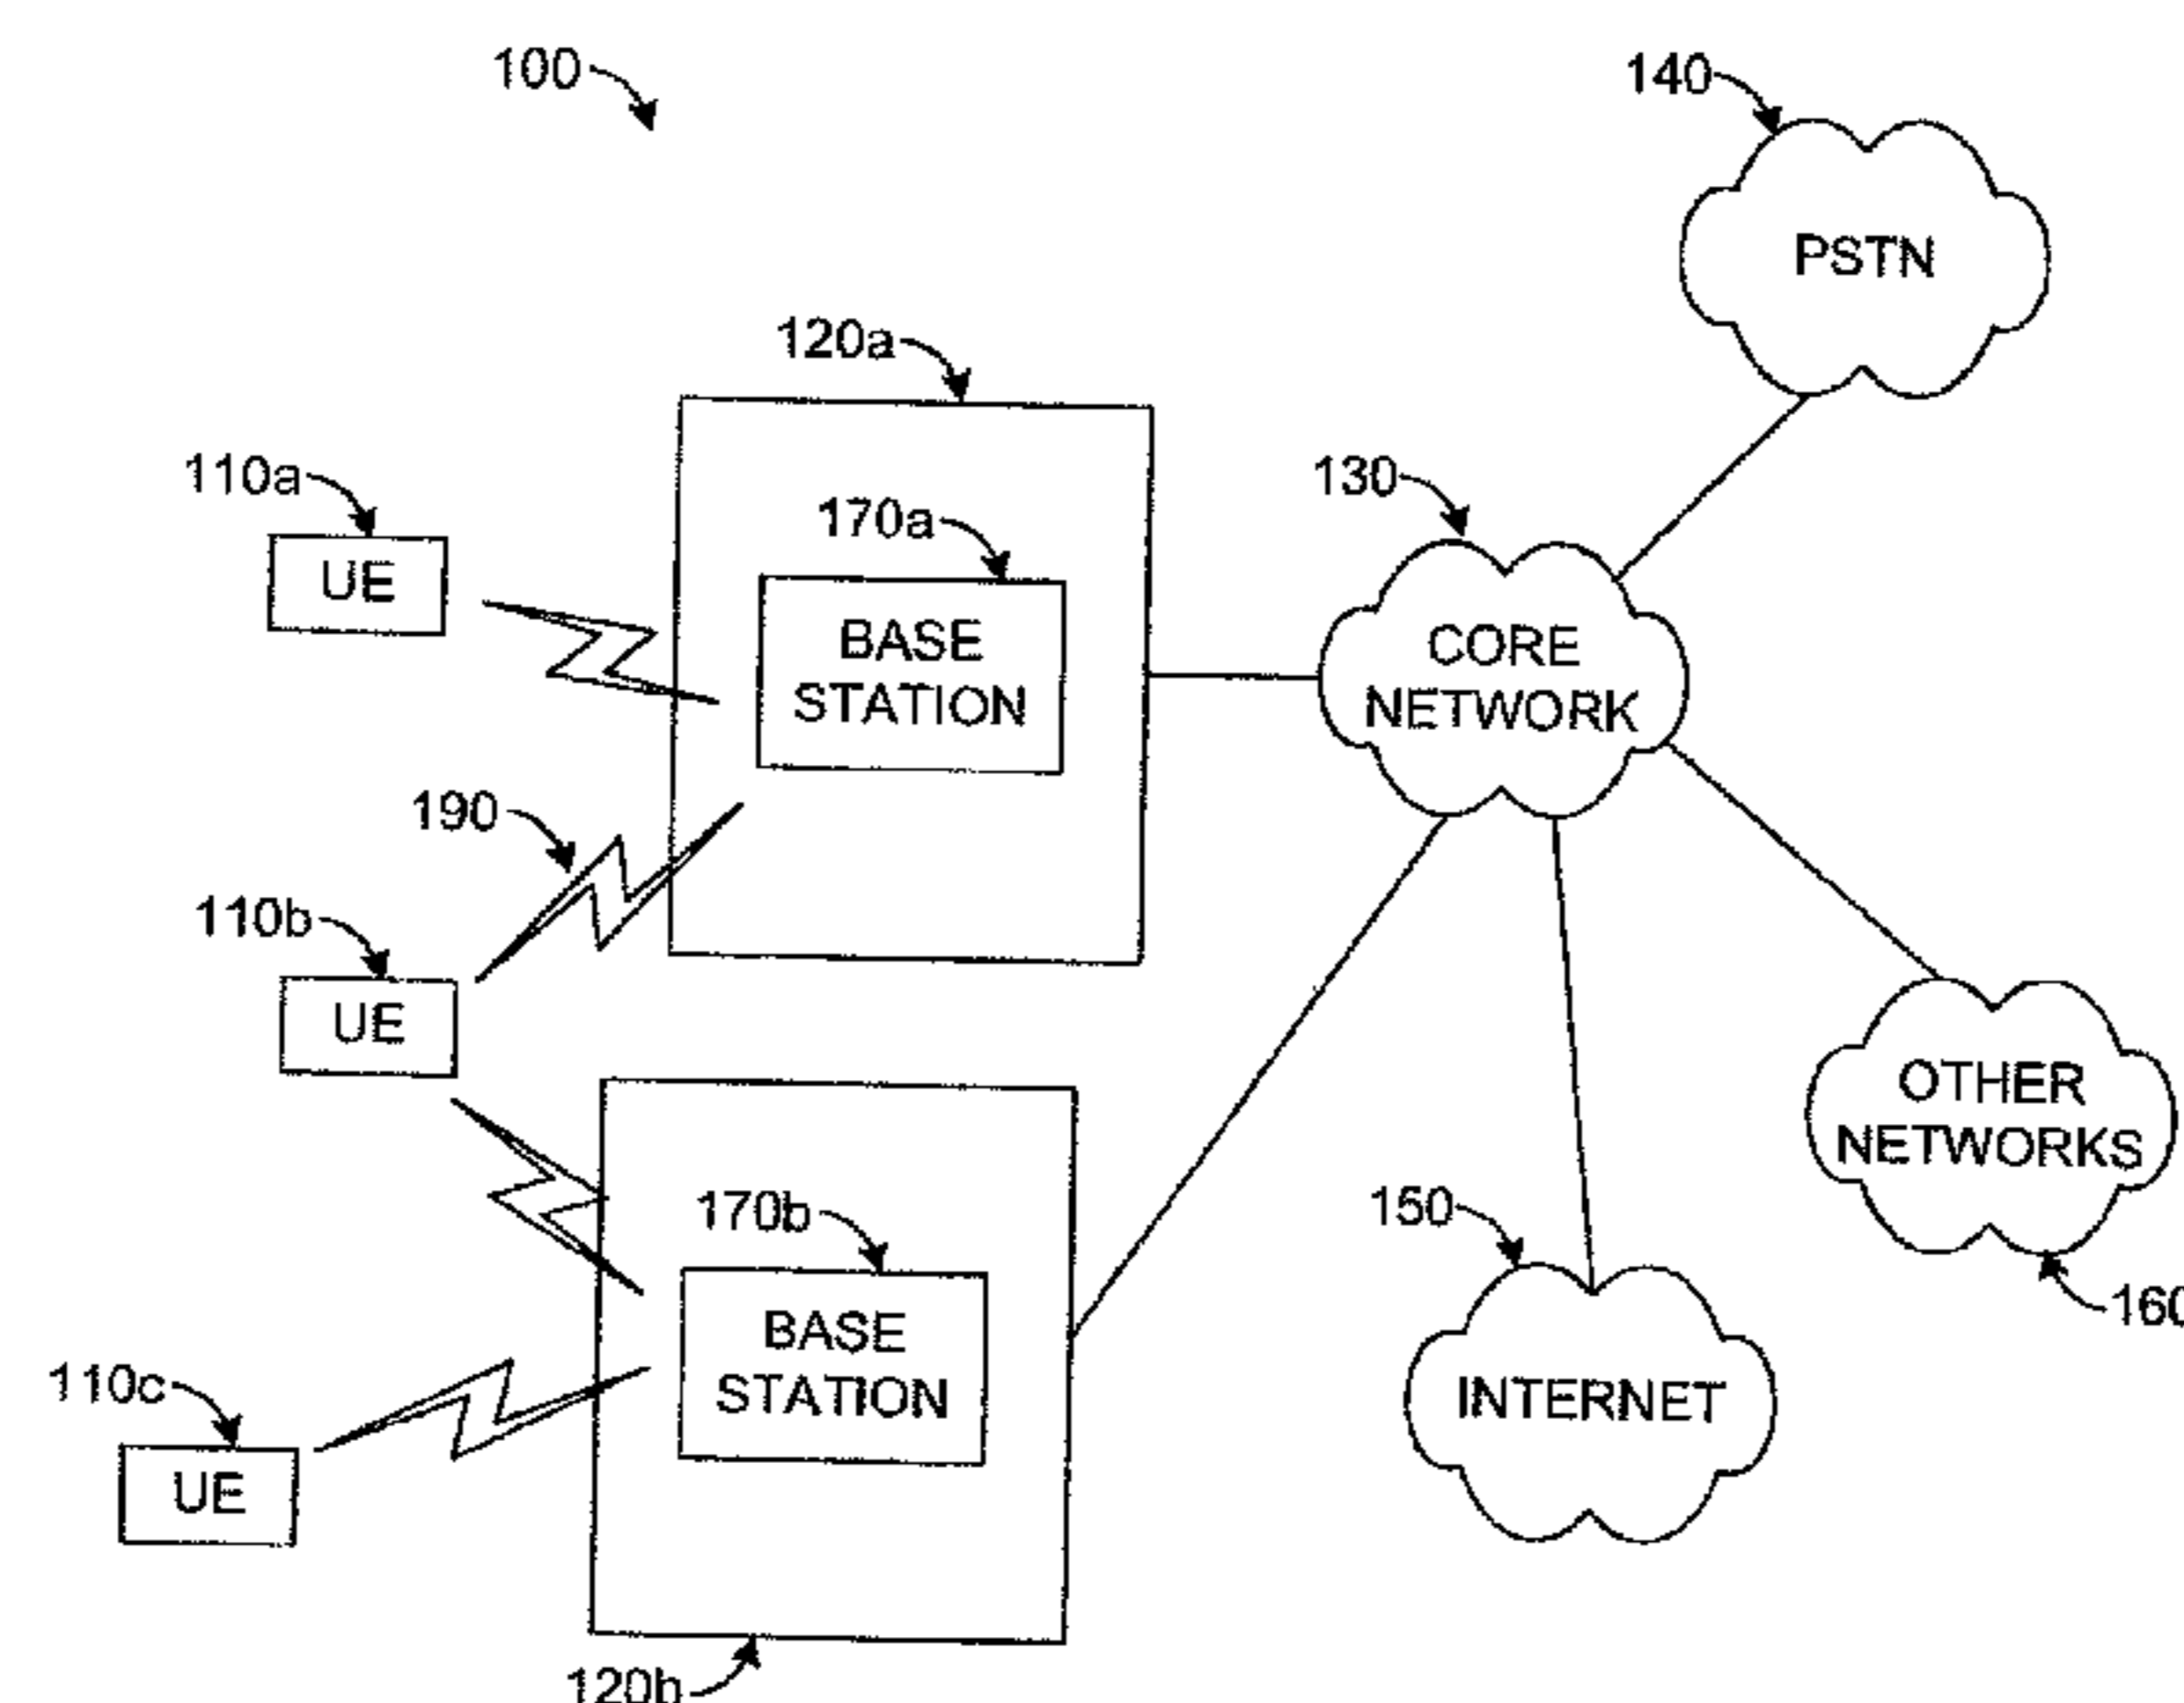 100
140
PSTN
120a
110a
UE
170a
BASE
STATION
130
CORE
NETWORK
190
110b
UE
OTHER
NETWORKS
160
170b
BASE
STATION
150
INTERNET
110c
UE
120b